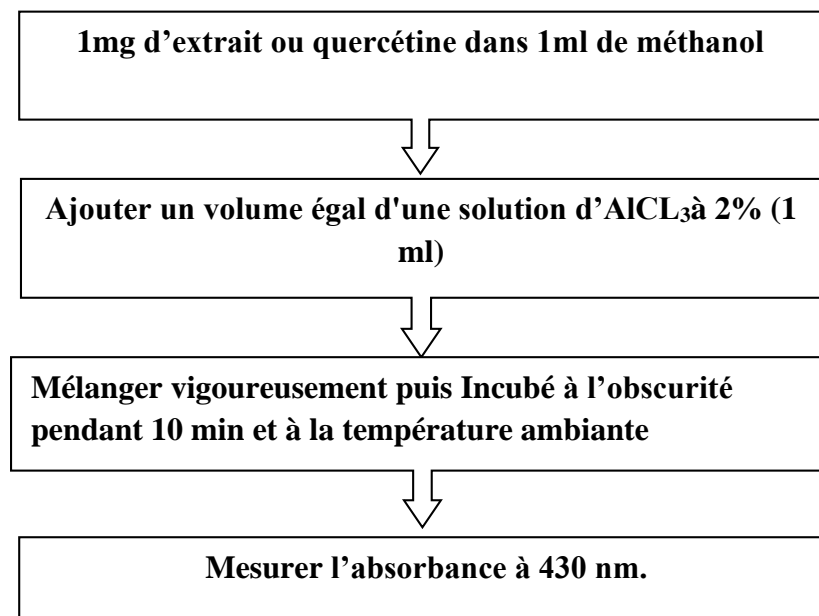 1mg d’extrait ou quercétine dans 1ml de méthanol
Ajouter un volume égal d'une solution d’AlCL₃à 2% (1
ml)
Mélanger vigoureusement puis Incubé à l’obscurité
pendant 10 min et à la température ambiante
Mesurer l’absorbance à 430 nm.